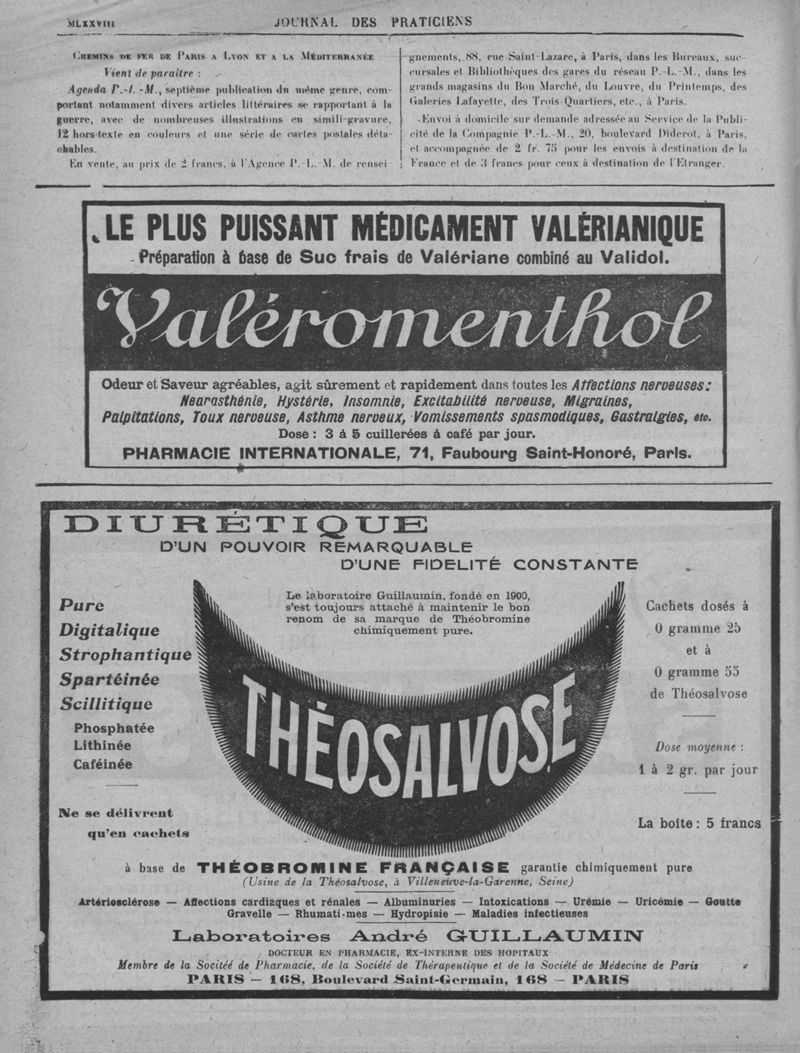 MLXXVIII
JOURNAL DES PRATICIENS
CHEMINS DE FER DE PARIS A LYON ET A LA MÉDITERRANÉE
Vient de paraître :
Agenda P.-L.-M., septième publication du même genre, com-
portant notamment divers articles littéraires se rapportant à la
guerre, avec de nombreuses illustrations en simili-gravure,
12 hors-texte en couleurs et une série de cartes postales déta-
chables.
En vente, au prix de 2 francs, à l'Agence P.-L.-M. de rensei-
gnements, 88, rue Saint-Lazare, à Paris, dans les Bureaux, suc-
cursales et Bibliothèques des gares du réseau P.-L.-M., dans les
grands magasins du Bon Marché, du Louvre, du Printemps, des
Galeries Lafayette, des Trois-Quartiers, etc., à Paris.
Envoi à domicile sur demande adressée au Service de la Publi-
cité de la Compagnie P.-L.-M., 20, boulevard Diderot, à Paris,
et accompagnée de 2 fr. 75 pour les envois à destination de la
France et de 3 francs pour ceux à destination de l'Etranger.
LE PLUS PUISSANT MÉDICAMENT VALÉRIANIQUE
Préparation à base de Suc frais de Valériane combiné au Validol.
Valéromenthol
Odeur et Saveur agréables, agit sûrement et rapidement dans toutes les Affections nerveuses :
Neurasthénie, Hystérie, Insomnie, Excitabilité nerveuse, Migraines,
Palpitations, Toux nerveuse, Asthme nerveux, Vomissements spasmodiques, Gastralgies, etc.
Dose : 3 à 5 cuillerées à café par jour.
PHARMACIE INTERNATIONALE, 71, Faubourg Saint-Honoré, Paris.
DIURÉTIQUE
D'UN POUVOIR REMARQUABLE
D'UNE FIDELITÉ CONSTANTE
Le laboratoire Guillaumin, fondé en 1900,
s'est toujours attaché à maintenir le bon
renom de sa marque de Théobromine
chimiquement pure.
Pure
Digitalique
Strophantique
Spartéinée
Scillitique
Phosphatée
Lithinée
Caféinée
Ne se délivrent
qu'en cachets
THÉOSALVOSE
Cachets dosés à
0 gramme 25
et à
0 gramme 55
de Théosalvose
Dose moyenne :
1 à 2 gr. par jour
La boîte : 5 francs
à base de THÉOBROMINE FRANÇAISE garantie chimiquement pure
(Usine de la Théosalvose, à Villeneuve-la-Garenne, Seine)
Artériosclérose — Affections cardiaques et rénales — Albuminuries — Intoxications — Urémie — Uricémie — Goutte
Gravelle — Rhumati-mes — Hydropisie — Maladies infectieuses
Laboratoires André GUILLAUMIN
DOCTEUR EN PHARMACIE, EX-INTERNE DES HOPITAUX
Membre de la Socitéé de Pharmacie, de la Société de Thérapeutique et de la Société de Médecine de Paris
PARIS — 168, Boulevard Saint-Germain, 168 — PARIS